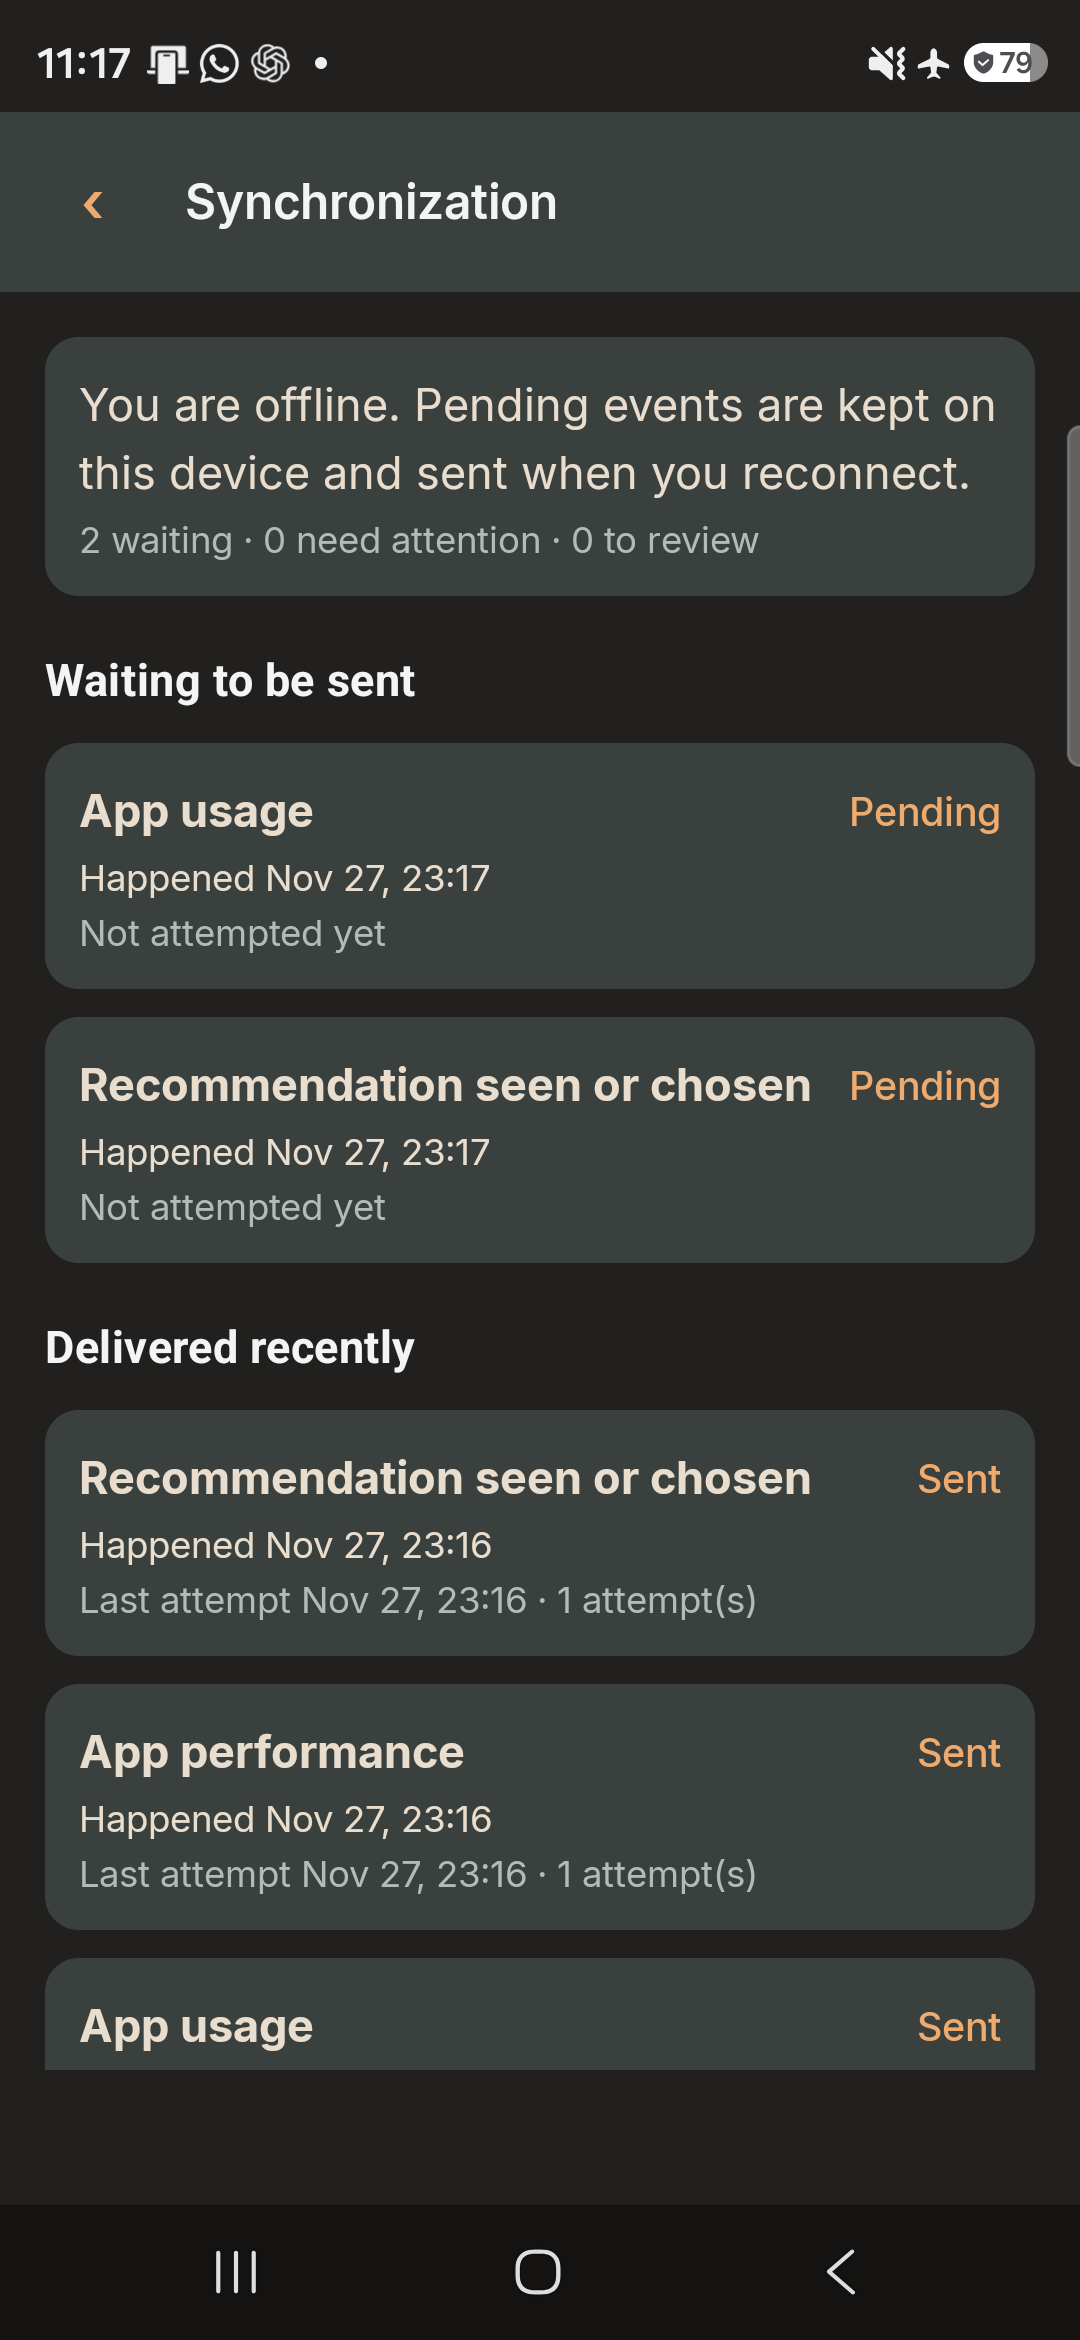 11:17
79
‹ Synchronization
You are offline. Pending events are kept on
this device and sent when you reconnect.
2 waiting · 0 need attention · 0 to review
Waiting to be sent
App usage Pending
Happened Nov 27, 23:17
Not attempted yet
Recommendation seen or chosen Pending
Happened Nov 27, 23:17
Not attempted yet
Delivered recently
Recommendation seen or chosen Sent
Happened Nov 27, 23:16
Last attempt Nov 27, 23:16 · 1 attempt(s)
App performance Sent
Happened Nov 27, 23:16
Last attempt Nov 27, 23:16 · 1 attempt(s)
App usage Sent